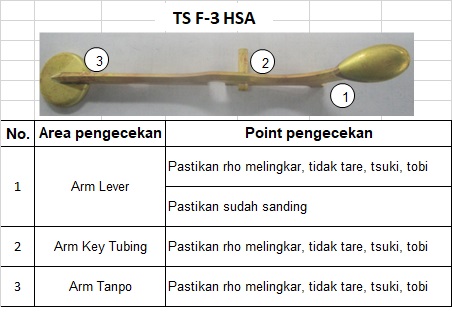 TS F-3 HSA
3
2
1
No. Area pengecekan Point pengecekan
1 Arm Lever Pastikan rho melingkar, tidak tare, tsuki, tobi
Pastikan sudah sanding
2 Arm Key Tubing Pastikan rho melingkar, tidak tare, tsuki, tobi
3 Arm Tanpo Pastikan rho melingkar, tidak tare, tsuki, tobi